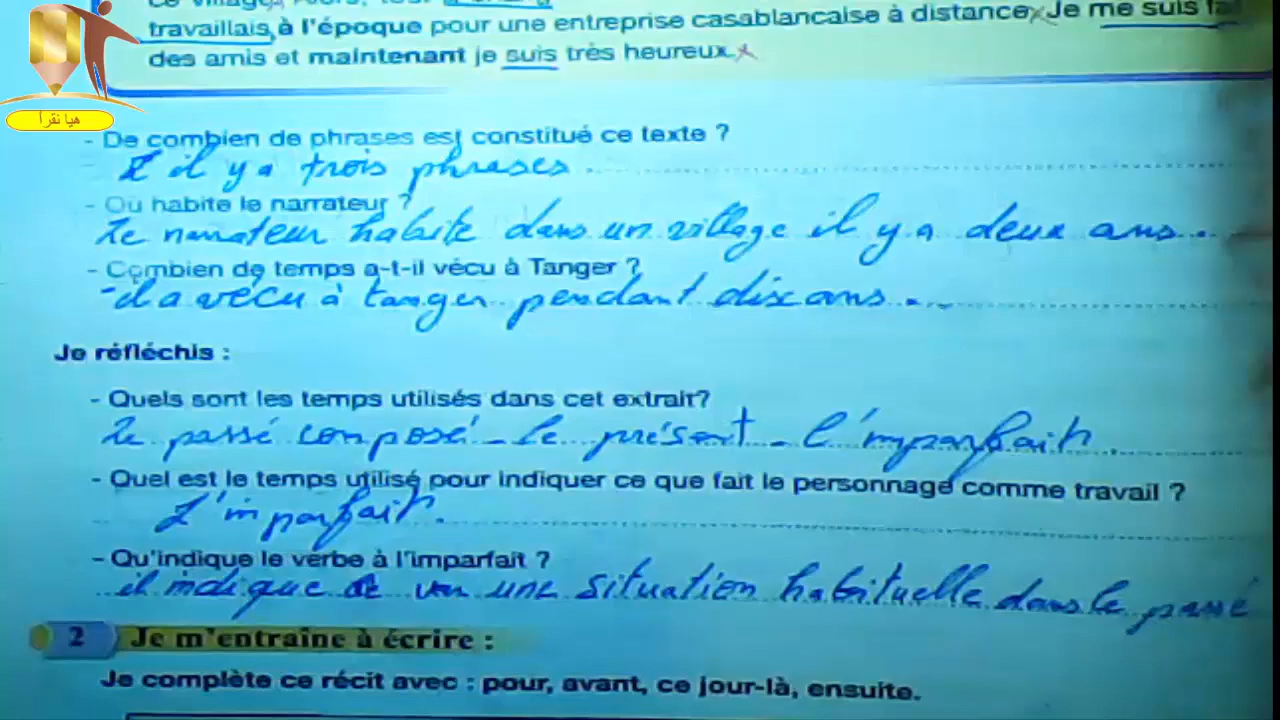 هيا نقرأ
travaillais, à l'époque pour une entreprise casablancaise à distance. Je me suis
des amis et maintenant je suis très heureux.
- De combien de phrases est constitué ce texte ?
il y a trois phrases
- Où habite le narrateur ?
Le narrateur habite dans un village il y a deux ans...
- Combien de temps a-t-il vécu à Tanger ?
- il a vécu à tanger pendant dix ans...
Je réfléchis :
- Quels sont les temps utilisés dans cet extrait?
Le passé composé - le présent - l'imparfait.
- Quel est le temps utilisé pour indiquer ce que fait le personnage comme travail ?
L'imparfait.
- Qu'indique le verbe à l'imparfait ?
il indique une situation habituelle dans le passé
2 Je m'entraine à écrire :
Je complète ce récit avec : pour, avant, ce jour-là, ensuite.